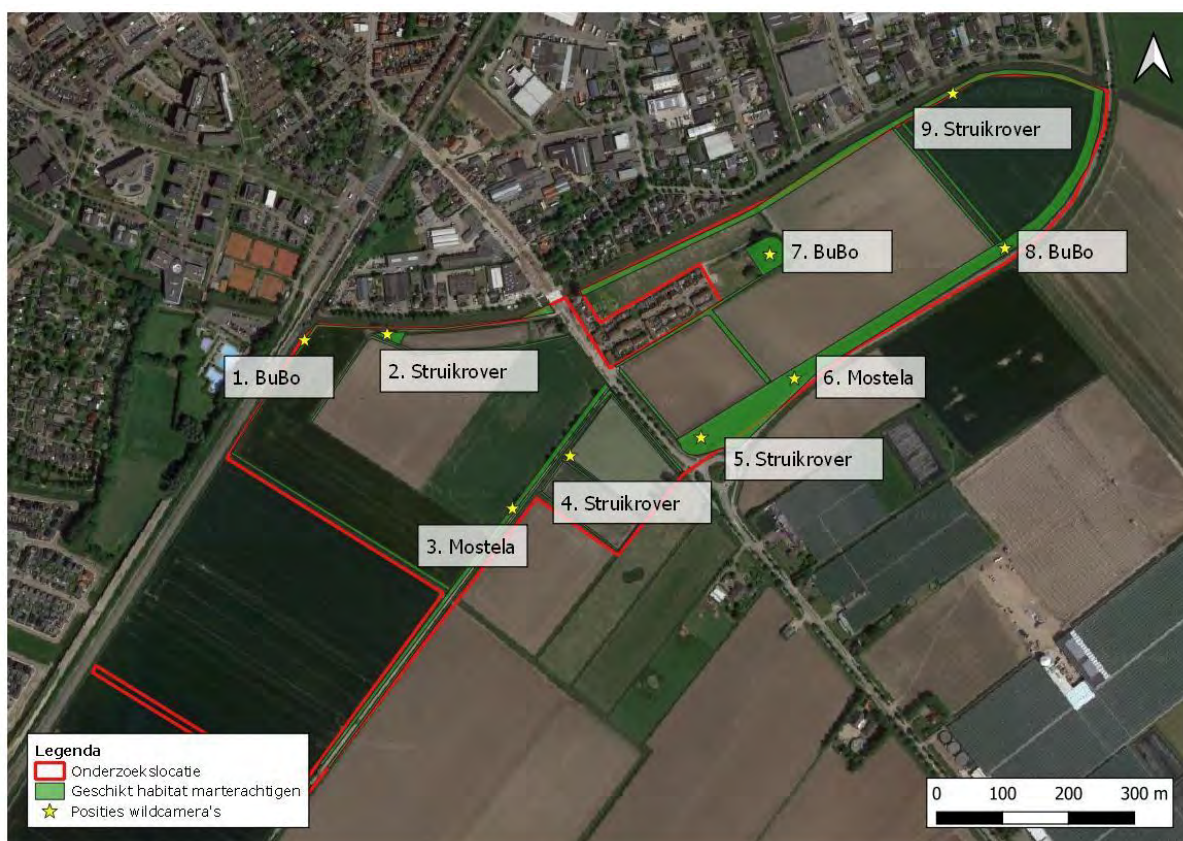 9. Struikrover
7. BuBo
8. BuBo
1. BuBo
2. Struikrover
6. Mostela
5. Struikrover
4. Struikrover
3. Mostela
Legenda
Onderzoekslocatie
Geschikt habitat marterachtigen
Posities wildcamera's
0 100 200 300 m